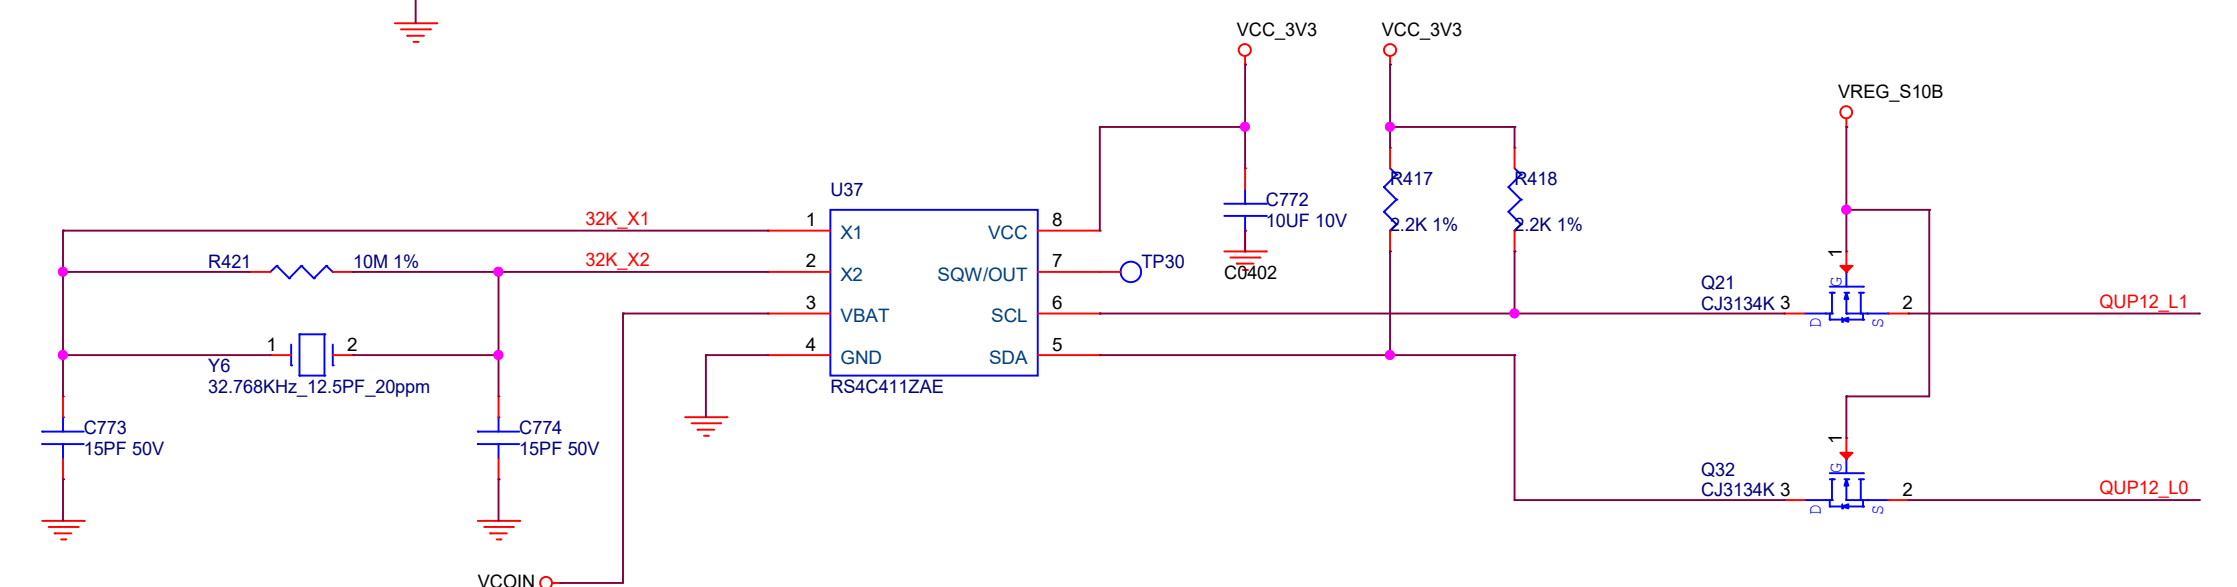 VCC_3V3
VCC_3V3
VREG_S10B
U37
R417
R418
C772
10UF 10V
2.2K 1%
2.2K 1%
32K_X1
1
X1
VCC
8
R421
10M 1%
32K_X2
2
X2
SQW/OUT
7
TP30
C0402
1
G
Q21
CJ3134K
3
D
S
2
QUP12_L1
3
VBAT
SCL
6
1
2
4
GND
SDA
5
Y6
32.768KHz_12.5PF_20ppm
RS4C411ZAE
C773
15PF 50V
C774
15PF 50V
1
G
Q32
CJ3134K
3
D
S
2
QUP12_L0
VCOIN